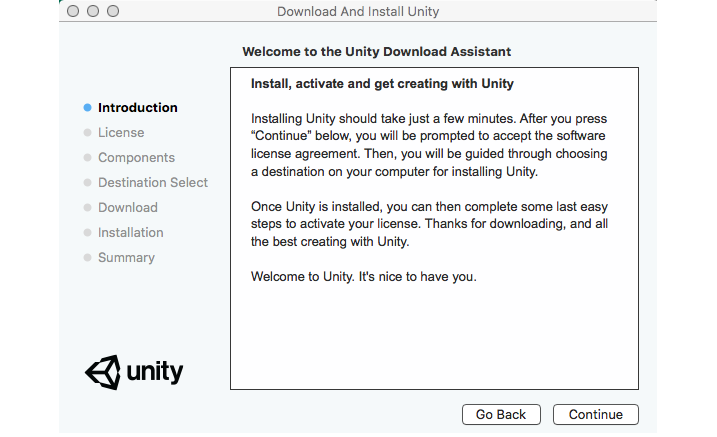 Download And Install Unity
Welcome to the Unity Download Assistant
Introduction
License
Components
Destination Select
Download
Installation
Summary
Install, activate and get creating with Unity
Installing Unity should take just a few minutes. After you press
“Continue” below, you will be prompted to accept the software
license agreement. Then, you will be guided through choosing
a destination on your computer for installing Unity.
Once Unity is installed, you can then complete some last easy
steps to activate your license. Thanks for downloading, and all
the best creating with Unity.
Welcome to Unity. It's nice to have you.
unity
Go Back
Continue